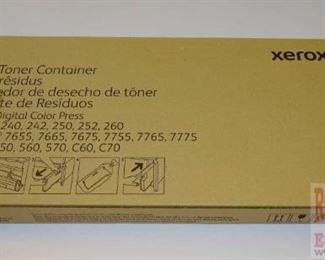 xerox
Toner Container
résidus
edor de desecho de tóner
te de Resíduos
Digital Color Press
240, 242, 250, 252, 260
7655, 7665, 7675, 7755, 7765, 7775
50, 560, 570, C60, C70